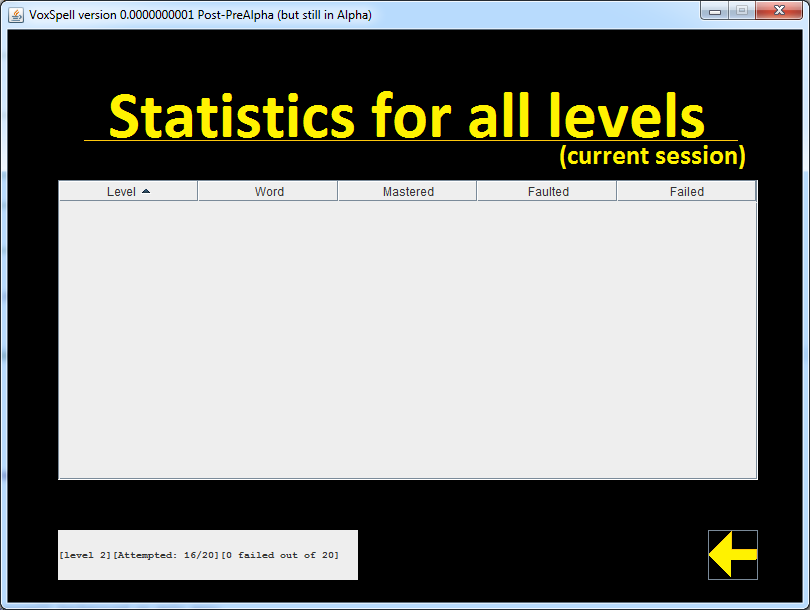 VoxSpell version 0.0000000001 Post-PreAlpha (but still in Alpha)
Statistics for all levels
(current session)
Level Word Mastered Faulted Failed
[level 2][Attempted: 16/20][0 failed out of 20]